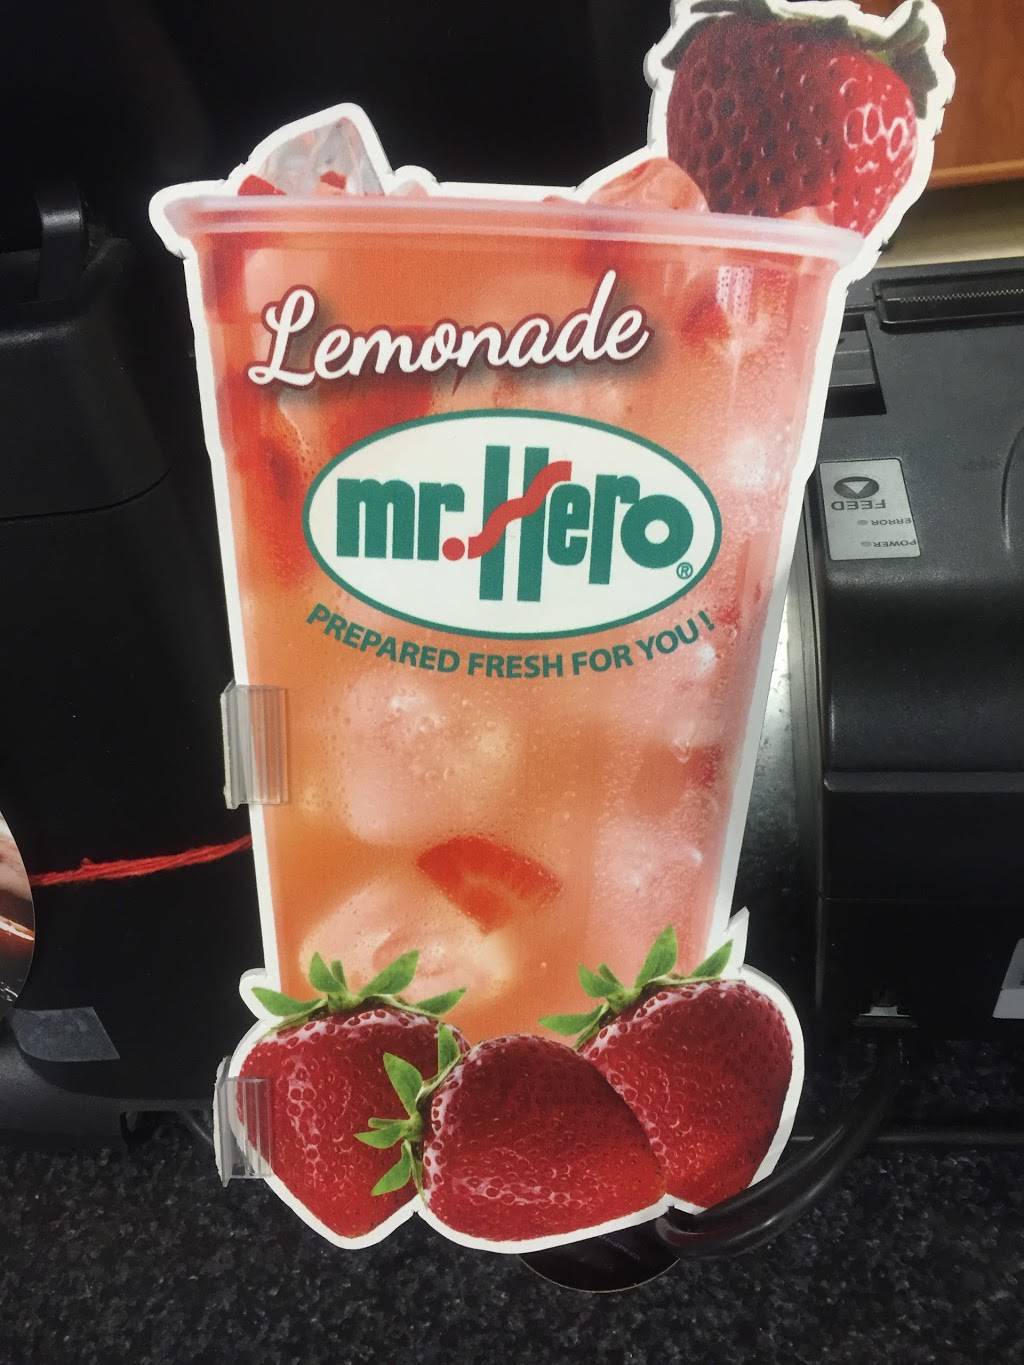 Lemonade
mr.Hero®
PREPARED FRESH FOR YOU!
FEED
ERROR
POWER